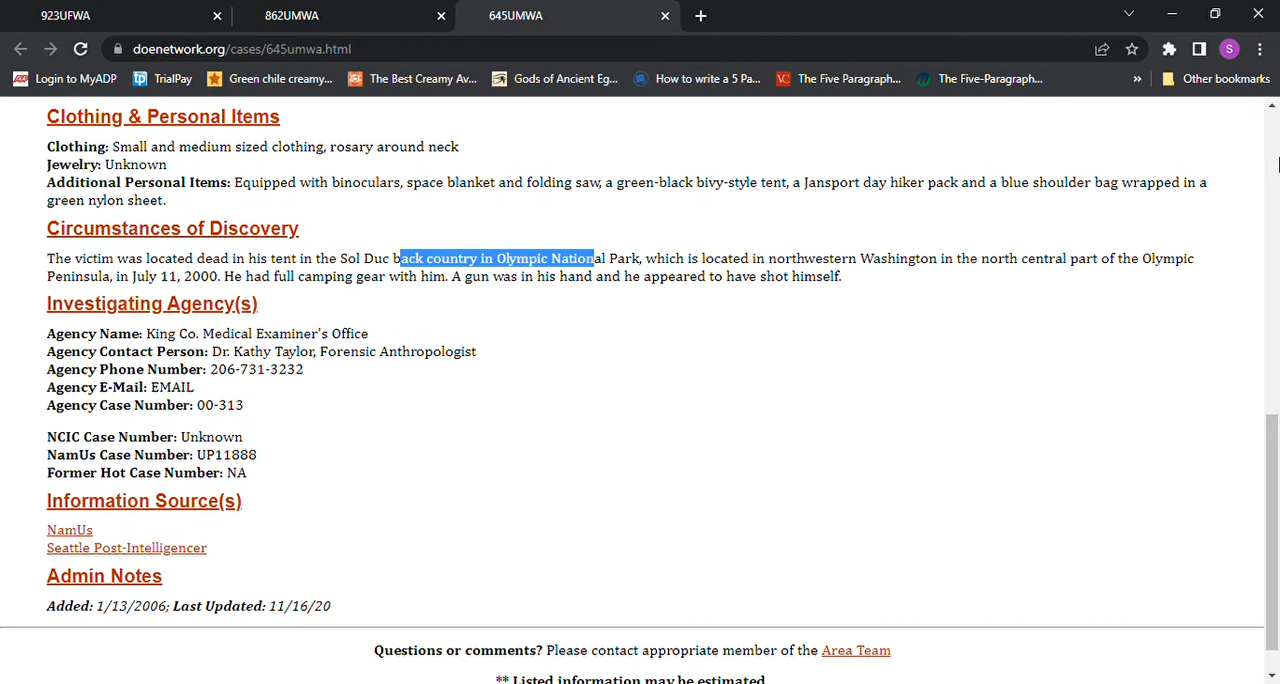 923UFWA
862UMWA
645UMWA
doenetwork.org/cases/645umwa.html
S
Login to MyADP
TrialPay
Green chile creamy...
The Best Creamy Av...
Gods of Ancient Eg...
How to write a 5 Pa...
The Five Paragraph...
The Five-Paragraph...
»
Other bookmarks
Clothing & Personal Items
Clothing: Small and medium sized clothing, rosary around neck
Jewelry: Unknown
Additional Personal Items: Equipped with binoculars, space blanket and folding saw, a green-black bivy-style tent, a Jansport day hiker pack and a blue shoulder bag wrapped in a
green nylon sheet.
Circumstances of Discovery
The victim was located dead in his tent in the Sol Duc back country in Olympic National Park, which is located in northwestern Washington in the north central part of the Olympic
Peninsula, in July 11, 2000. He had full camping gear with him. A gun was in his hand and he appeared to have shot himself.
Investigating Agency(s)
Agency Name: King Co. Medical Examiner's Office
Agency Contact Person: Dr. Kathy Taylor, Forensic Anthropologist
Agency Phone Number: 206-731-3232
Agency E-Mail: EMAIL
Agency Case Number: 00-313
NCIC Case Number: Unknown
NamUs Case Number: UP11888
Former Hot Case Number: NA
Information Source(s)
NamUs
Seattle Post-Intelligencer
Admin Notes
Added: 1/13/2006; Last Updated: 11/16/20
Questions or comments? Please contact appropriate member of the Area Team
** Listed information may be estimated